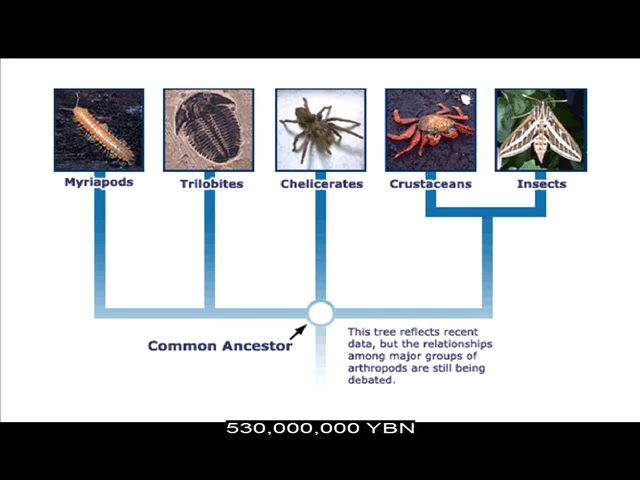 Myriapods
Trilobites
Chelicerates
Crustaceans
Insects
Common Ancestor
This tree reflects recent
data, but the relationships
among major groups of
arthropods are still being
debated.
530,000,000 YBN